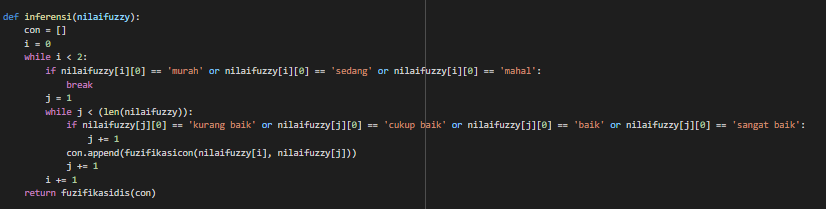 def inferensi(nilaifuzzy):
    con = []
    i = 0
    while i < 2:
        if nilaifuzzy[i][0] == 'murah' or nilaifuzzy[i][0] == 'sedang' or nilaifuzzy[i][0] == 'mahal':
            break
        j = 1
        while j < (len(nilaifuzzy)):
            if nilaifuzzy[j][0] == 'kurang baik' or nilaifuzzy[j][0] == 'cukup baik' or nilaifuzzy[j][0] == 'baik' or nilaifuzzy[j][0] == 'sangat baik':
                j += 1
            con.append(fuzifikasicon(nilaifuzzy[i], nilaifuzzy[j]))
            j += 1
        i += 1
    return fuzifikasidis(con)